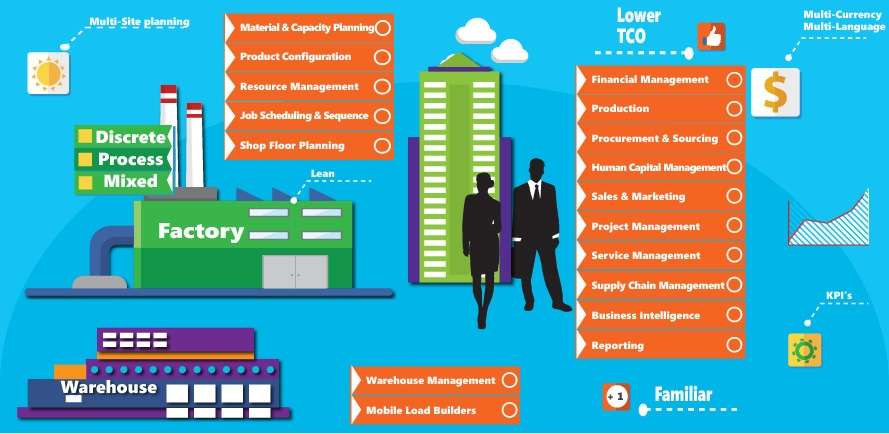 Multi-Site planning
Material & Capacity Planning
Product Configuration
Resource Management
Job Scheduling & Sequence
Shop Floor Planning
Lower
TCO
Multi-Currency
Multi-Language
$
Financial Management
Production
Procurement & Sourcing
Human Capital Management
Sales & Marketing
Project Management
Service Management
Supply Chain Management
Business Intelligence
Reporting
Discrete
Process
Mixed
Lean
Factory
KPI's
Warehouse
Warehouse Management
Mobile Load Builders
+ 1
Familiar